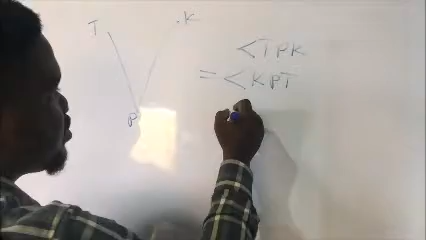 T
.K
<TPK
= <KPT
P